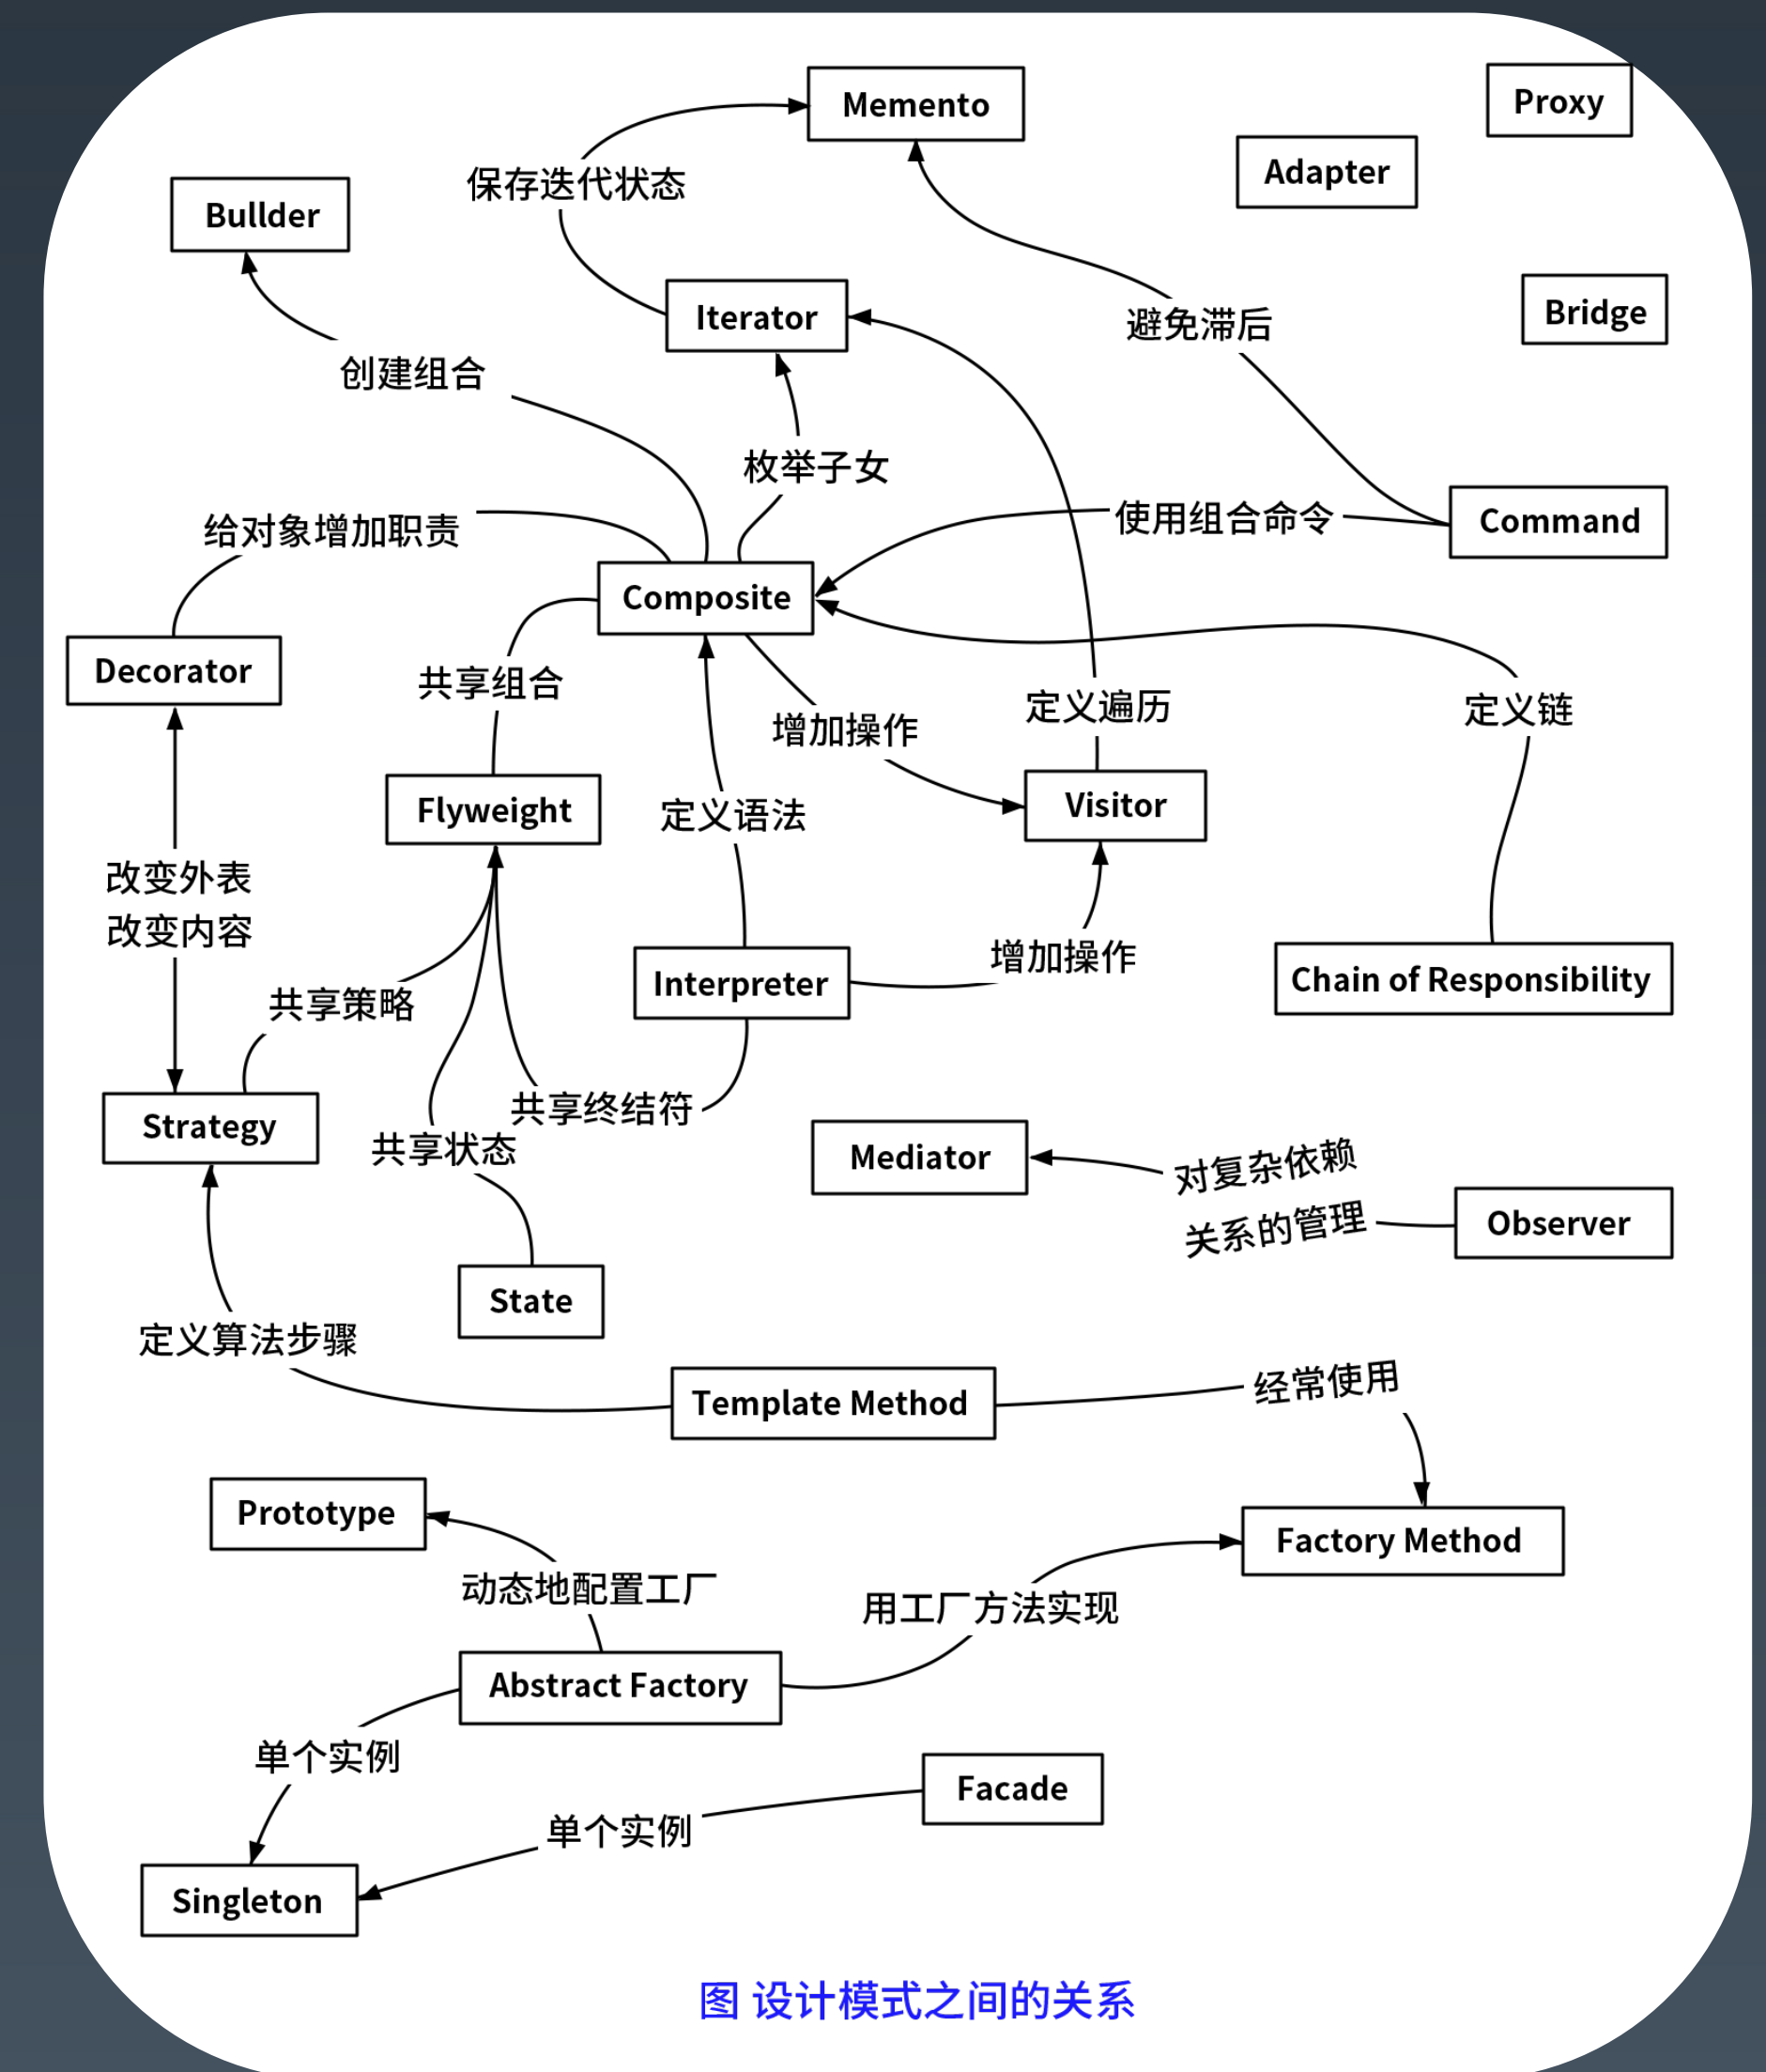 Memento
Proxy
Adapter
保存迭代状态
Bullder
Iterator
避免滞后
Bridge
创建组合
枚举子女
给对象增加职责
使用组合命令
Command
Composite
Decorator
共享组合
增加操作
定义遍历
定义链
Flyweight
定义语法
Visitor
改变外表
改变内容
共享策略
Interpreter
增加操作
Chain of Responsibility
Strategy
共享终结符
共享状态
Mediator
对复杂依赖
关系的管理
Observer
State
定义算法步骤
Template Method
经常使用
Prototype
Factory Method
动态地配置工厂
用工厂方法实现
Abstract Factory
单个实例
Facade
单个实例
Singleton
图 设计模式之间的关系